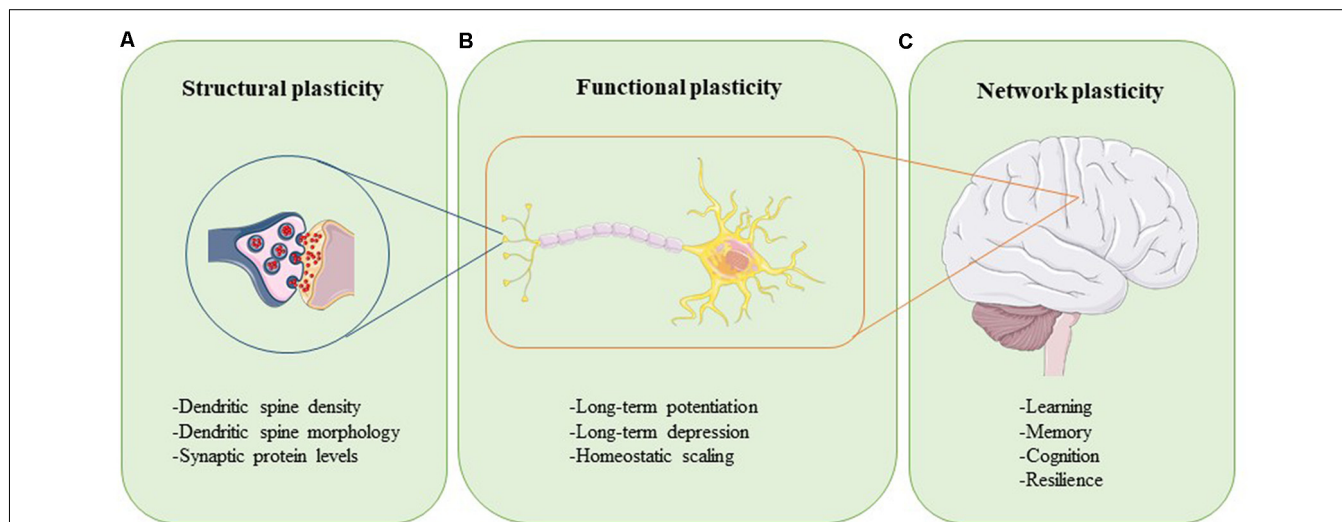 A
Structural plasticity
-Dendritic spine density
-Dendritic spine morphology
-Synaptic protein levels
B
Functional plasticity
-Long-term potentiation
-Long-term depression
-Homeostatic scaling
C
Network plasticity
-Learning
-Memory
-Cognition
-Resilience